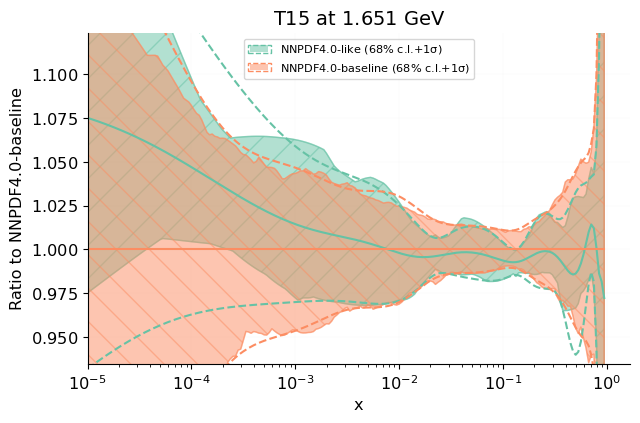 T15 at 1.651 GeV
NNPDF4.0-like (68% c.l.+1σ)
NNPDF4.0-baseline (68% c.l.+1σ)
Ratio to NNPDF4.0-baseline
1.100
1.075
1.050
1.025
1.000
0.975
0.950
10⁻⁵ 10⁻⁴ 10⁻³ 10⁻² 10⁻¹ 10⁰
x